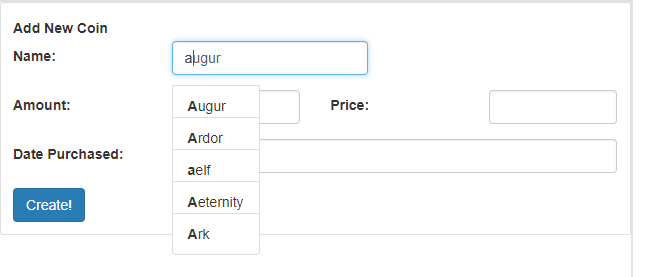 Add New Coin
Name:
augur
Amount:
Price:
Augur
Ardor
Date Purchased:
aelf
Aeternity
Create!
Ark